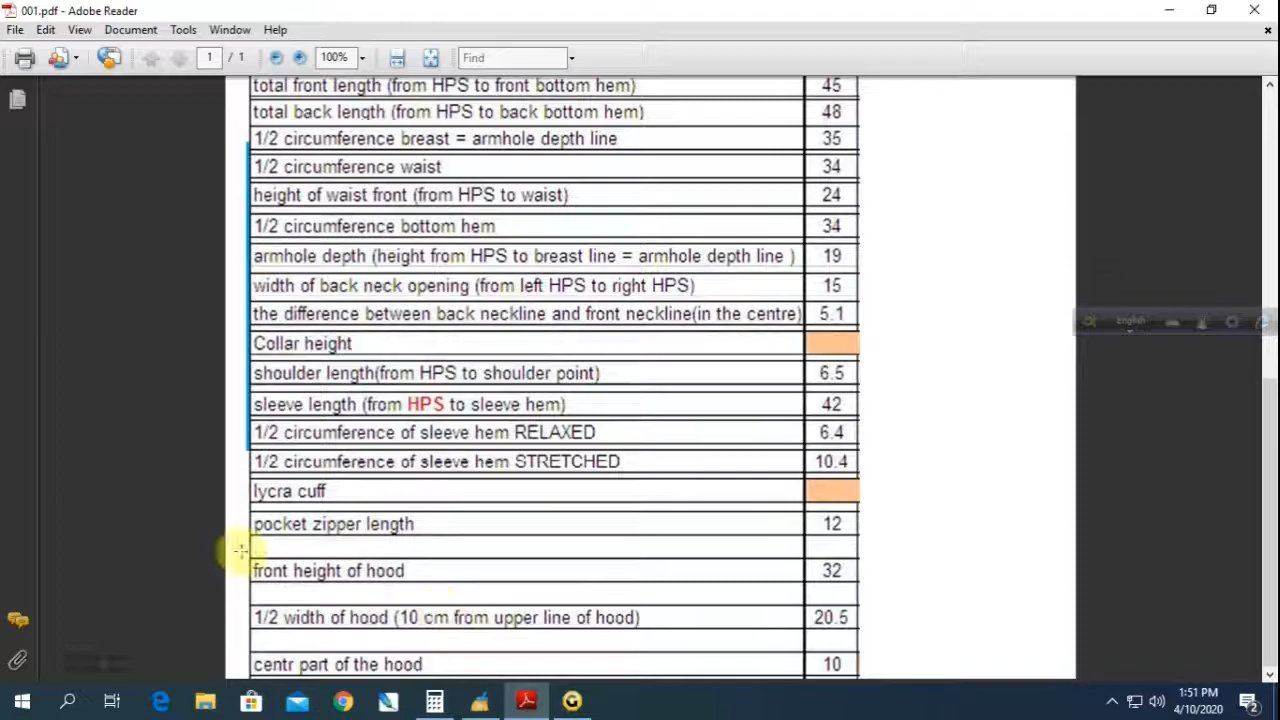 001.pdf - Adobe Reader
File Edit View Document Tools Window Help
1 / 1 100% Find
total front length (from HPS to front bottom hem) 45
total back length (from HPS to back bottom hem) 48
1/2 circumference breast = armhole depth line 35
1/2 circumference waist 34
height of waist front (from HPS to waist) 24
1/2 circumference bottom hem 34
armhole depth (height from HPS to breast line = armhole depth line ) 19
width of back neck opening (from left HPS to right HPS) 15
the difference between back neckline and front neckline(in the centre) 5.1
English
Collar height
shoulder length(from HPS to shoulder point) 6.5
sleeve length (from HPS to sleeve hem) 42
1/2 circumference of sleeve hem RELAXED 6.4
1/2 circumference of sleeve hem STRETCHED 10.4
lycra cuff
pocket zipper length 12
front height of hood 32
1/2 width of hood (10 cm from upper line of hood) 20.5
centr part of the hood 10
1:51 PM
4/10/2020
2